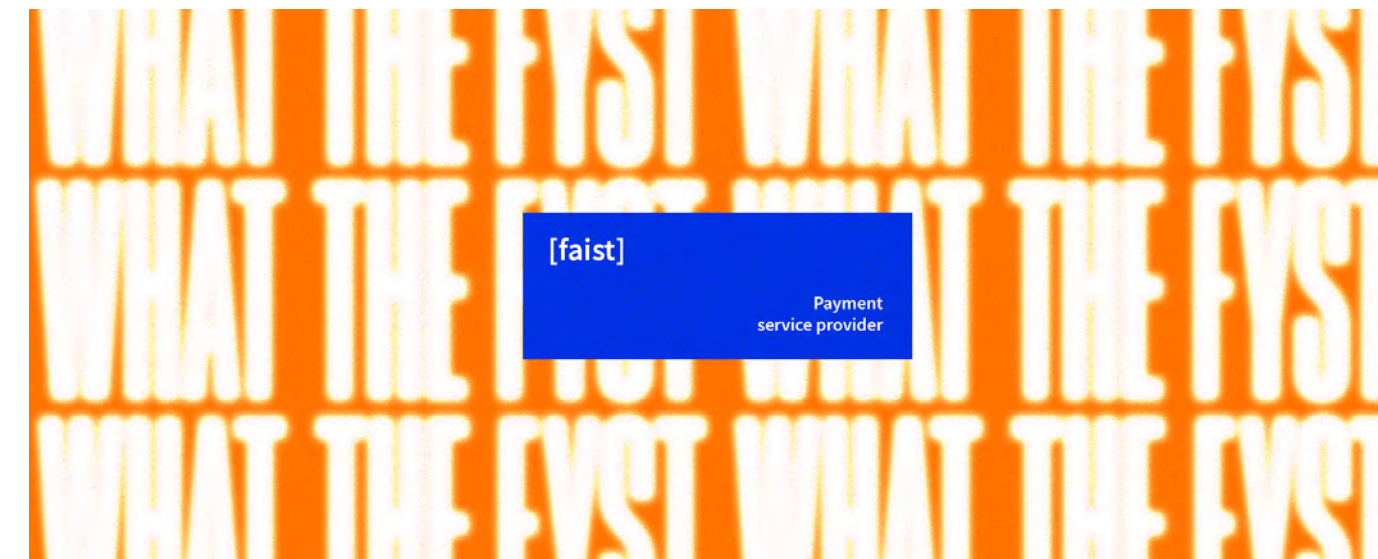 WHAT THE FYST WHAT THE FYST
WHAT THE FYST WHAT THE FYST
[faist]
Payment
service provider
WHAT THE FYST WHAT THE FYST